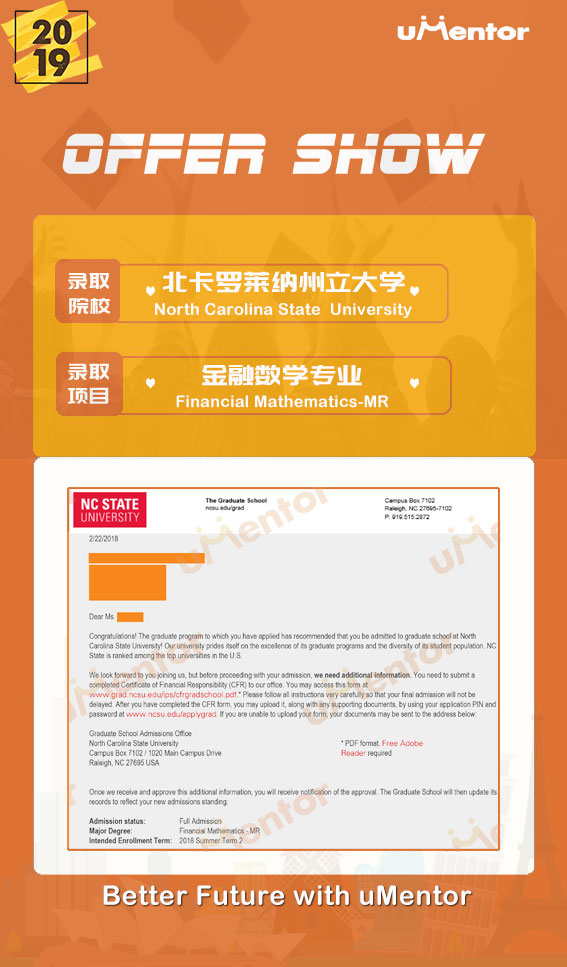 20
19
uMentor
OFFER SHOW
录取
院校
北卡罗莱纳州立大学
North Carolina State University
录取
项目
金融数学专业
Financial Mathematics-MR
NC STATE
UNIVERSITY
The Graduate School
ncsu.edu/grad
Campus Box 7102
Raleigh, NC 27695-7102
P: 919.515.2872
2/22/2018
Dear Ms.
Congratulations! The graduate program to which you have applied has recommended that you be admitted to graduate school at North
Carolina State University! Our university prides itself on the excellence of its graduate programs and the diversity of its student population. NC
State is ranked among the top universities in the U.S.
We look forward to you joining us, but before proceeding with your admission, we need additional information. You need to submit a
completed Certificate of Financial Responsibility (CFR) to our office. You may access this form at
www.grad.ncsu.edu/ips/cfrgradschool.pdf.* Please follow all instructions very carefully so that your final admission will not be
delayed. After you have completed the CFR form, you may upload it, along with any supporting documents, by using your application PIN and
password at www.ncsu.edu/applygrad. If you are unable to upload your form, your documents may be sent to the address below:
Graduate School Admissions Office
North Carolina State University
Campus Box 7102 / 1020 Main Campus Drive
Raleigh, NC 27695 USA
* PDF format. Free Adobe
Reader required
Once we receive and approve this additional information, you will receive notification of the approval. The Graduate School will then update its
records to reflect your new admissions standing:
Admission status: Full Admission
Major Degree: Financial Mathematics - MR
Intended Enrollment Term: 2018 Summer Term 2
uMentor
uMentor
uMentor
uMentor
Better Future with uMentor